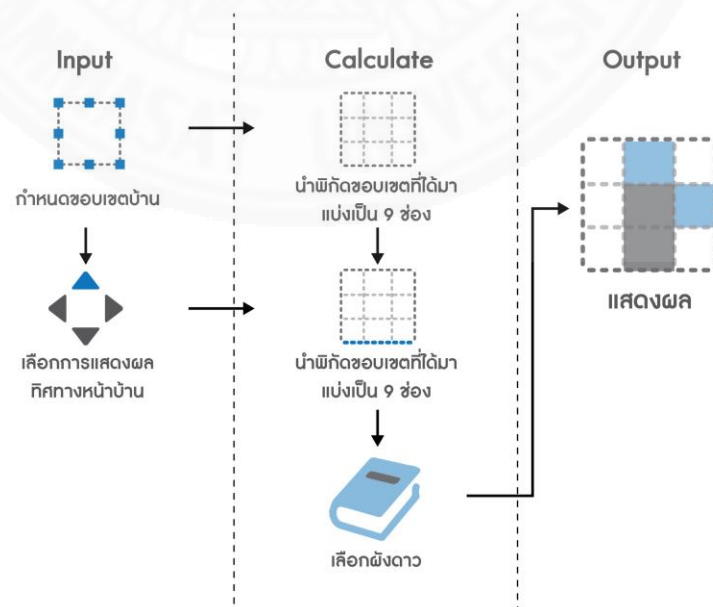 Input
กำหนดขอบเขตบ้าน
เลือกการแสดงผล
ทิศทางหน้าบ้าน
Calculate
นำพิกัดขอบเขตที่ได้มา
แบ่งเป็น 9 ช่อง
นำพิกัดขอบเขตที่ได้มา
แบ่งเป็น 9 ช่อง
เลือกผังดาว
Output
แสดงผล